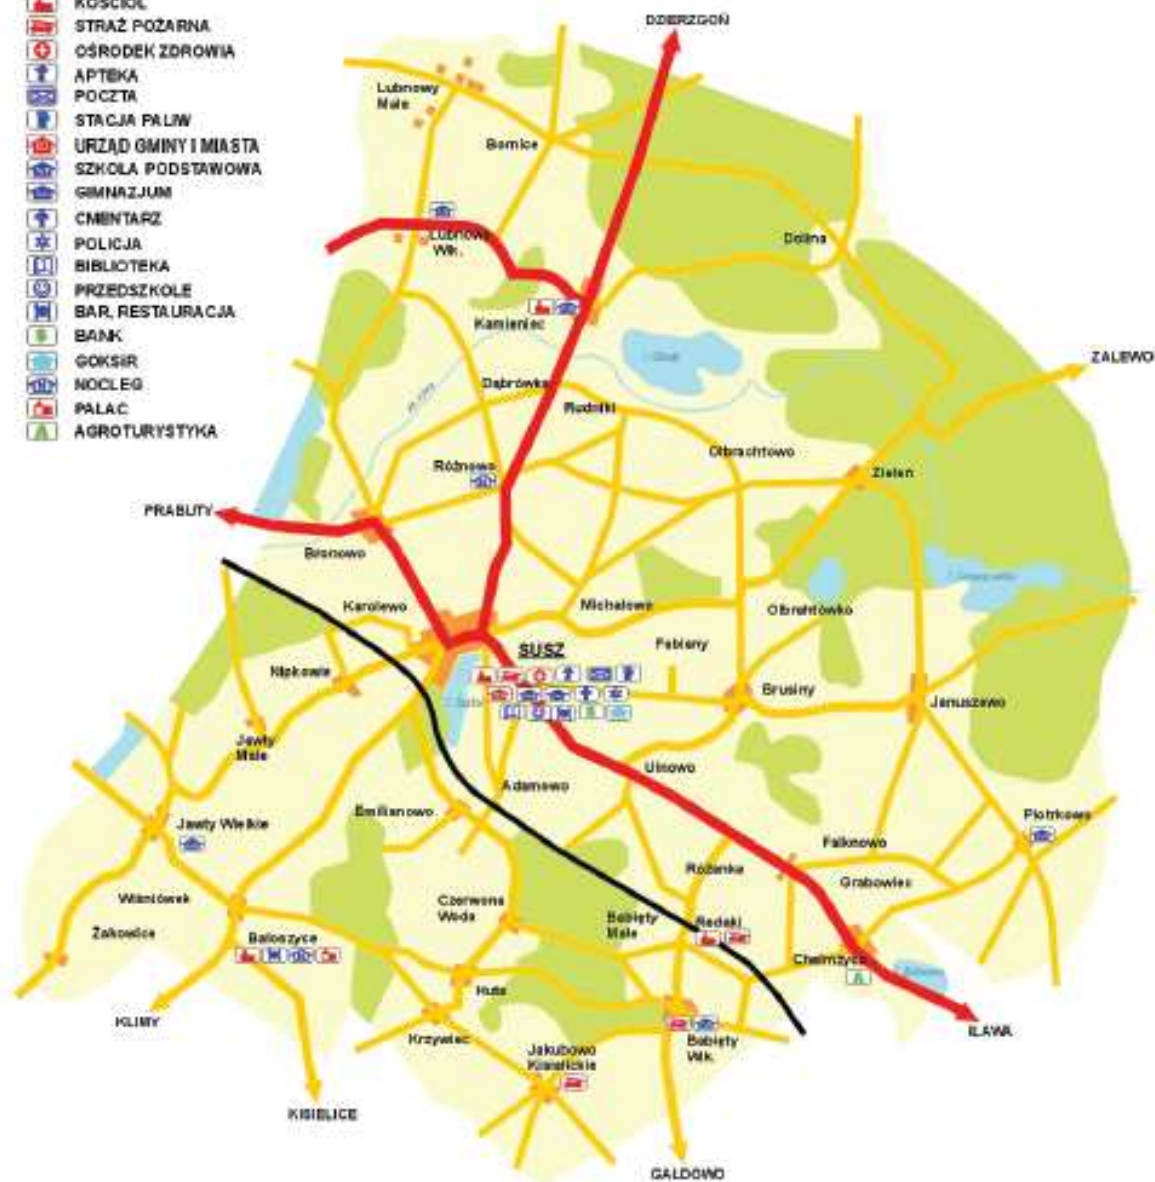 KOŚCIÓŁ
STRAŻ POŻARNA
OŚRODEK ZDROWIA
APTEKA
POCZTA
STACJA PALIW
URZĄD GMINY I MIASTA
SZKOŁA PODSTAWOWA
GIMNAZJUM
CMENTARZ
POLICJA
BIBLIOTEKA
PRZEDSZKOLE
BAR, RESTAURACJA
BANK
GOKSiR
NOCLEG
PAŁAC
AGROTURYSTYKA
DZIERZGOŃ
Lubnowy
Małe
Bornice
Lubnowy
Wlk.
Dolina
Kamieniec
ZALEWO
Dąbrówka
Rudniki
Olbrachtowo
Różnowo
Zieleń
PRABUTY
Bronowo
Karolewo
Michałowo
Olbrahtówko
SUSZ
Fabiany
Nipkowie
Brusiny
Januszewo
Jawty
Małe
Ulnowo
Adamowo
Emilianowo
Jawty Wielkie
Piotrkowo
Falknowo
Różanka
Grabowiec
Wiśniówek
Czerwona
Woda
Babięty
Małe
Redaki
Żakowice
Bałoszyce
Chełmżyca
Huta
KLIMY
Krzywiec
Babięty
Wlk.
IŁAWA
Jakubowo
Kisielickie
KISIELICE
GAŁDOWO